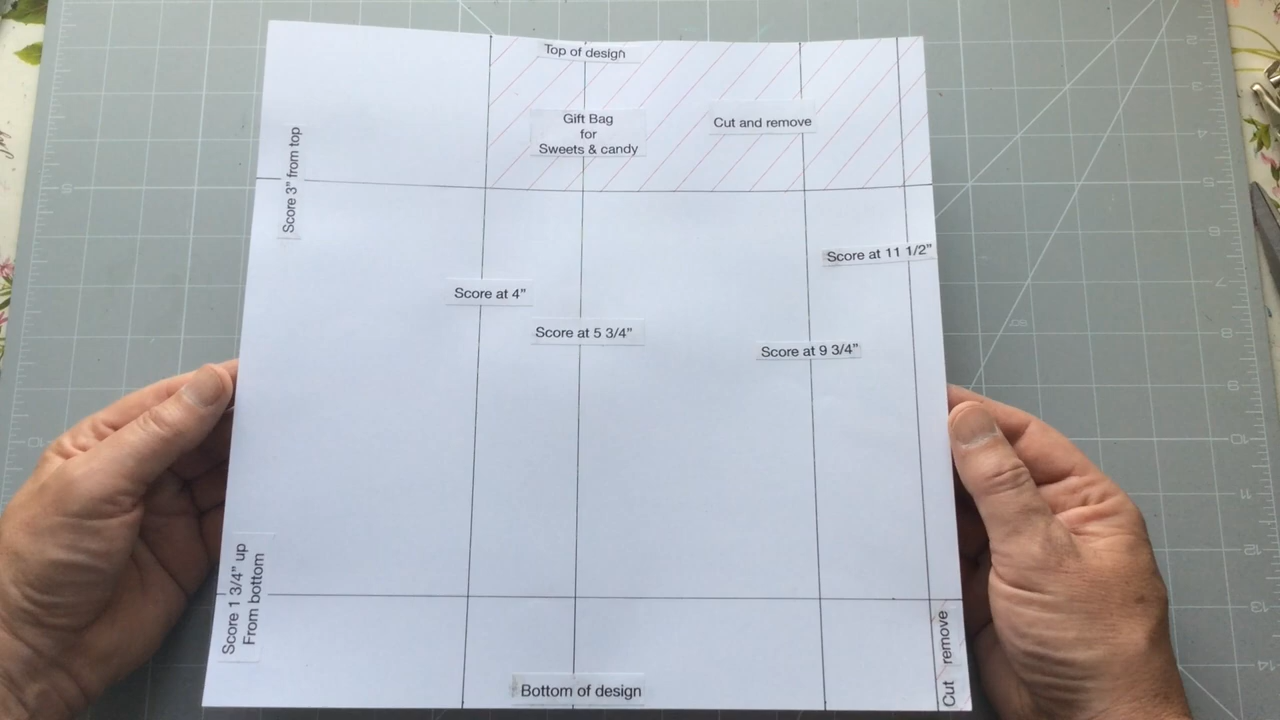 Top of design
Gift Bag
for
Sweets & candy
Cut and remove
Score 3" from top
Score at 11 1/2"
Score at 4"
Score at 5 3/4"
Score at 9 3/4"
Score 1 3/4" up
From bottom
Cut remove
Bottom of design